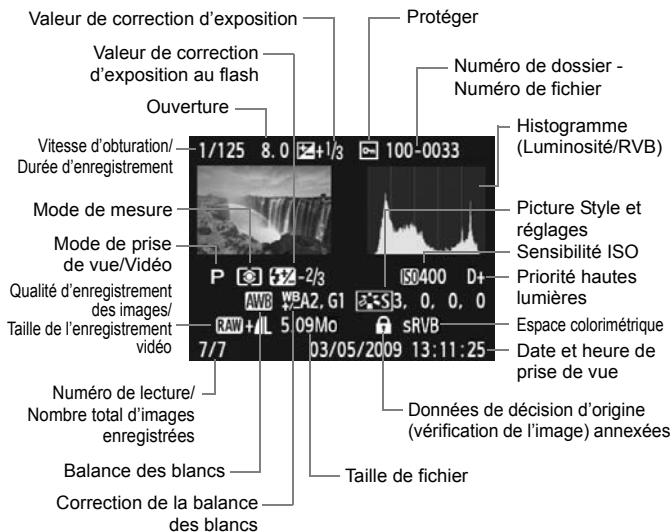 Valeur de correction d'exposition
Protéger
Valeur de correction
d'exposition au flash
Numéro de dossier -
Numéro de fichier
Ouverture
Histogramme
(Luminosité/RVB)
Vitesse d'obturation/
Durée d'enregistrement
1/125 8.0 +1/3 100-0033
Mode de mesure
Picture Style et
réglages
Mode de prise
de vue/Vidéo
Sensibilité ISO
P -2/3 ISO400 D+
Priorité hautes
lumières
Qualité d'enregistrement
des images/
Taille de l'enregistrement
vidéo
AWB WB A2, G1 S 3, 0, 0, 0
RAW+L 5.09Mo sRVB
Espace colorimétrique
7/7 03/05/2009 13:11:25
Date et heure de
prise de vue
Numéro de lecture/
Nombre total d'images
enregistrées
Données de décision d'origine
(vérification de l'image) annexées
Balance des blancs
Taille de fichier
Correction de la balance
des blancs